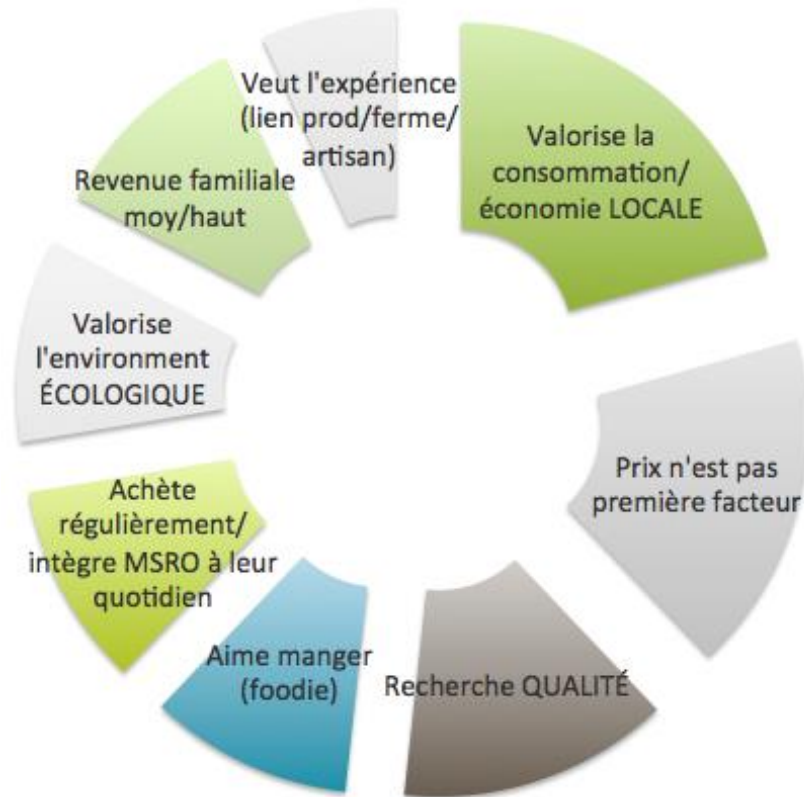 Veut l'expérience
(lien prod/ferme/
artisan)
Valorise la
consommation/
économie LOCALE
Prix n'est pas
première facteur
Recherche QUALITÉ
Aime manger
(foodie)
Achète
régulièrement/
intègre MSRO à leur
quotidien
Valorise
l'environment
ÉCOLOGIQUE
Revenue familiale
moy/haut